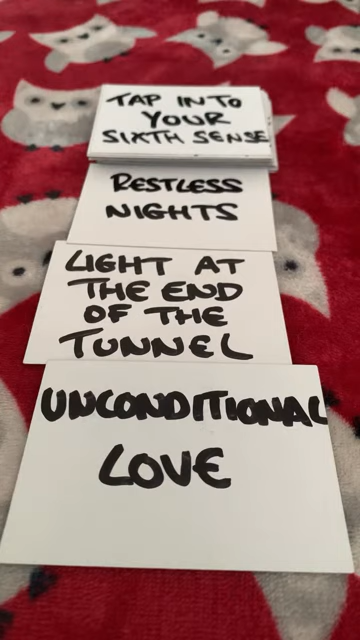 TAP INTO
YOUR
SIXTH SENSE
RESTLESS
NIGHTS
LIGHT AT
THE END
OF THE
TUNNEL
UNCONDITIONAL
LOVE